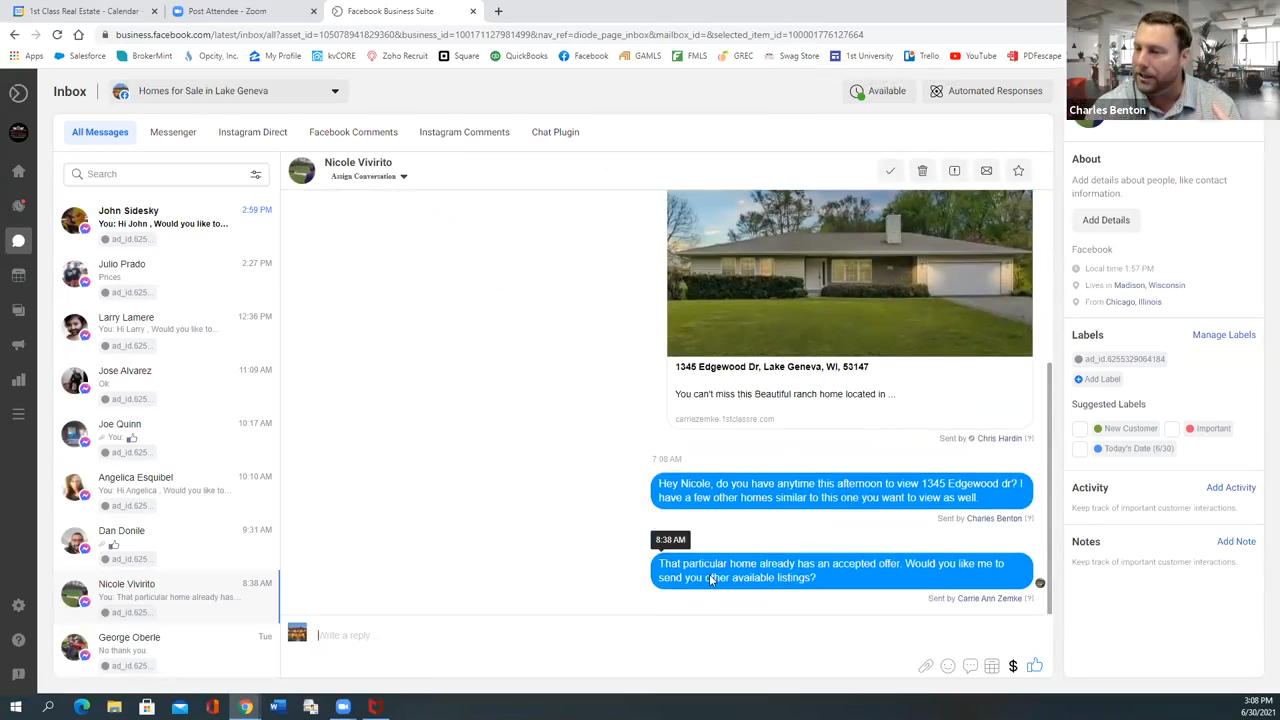 1st Class Real Estate - Calendar -
Post Attendee - Zoom
Facebook Business Suite
business.facebook.com/latest/inbox/all?asset_id=105078941829360&business_id=100171127981499&nav_ref=diode_page_inbox&mailbox_id=&selected_item_id=100001776127664
Salesforce
BrokerMint
Opcity, Inc.
My Profile
kvCORE
Zoho Recruit
Square
QuickBooks
Facebook
GAMLS
FMLS
GREC
Swag Store
1st University
Trello
YouTube
PDFescape
Charles Benton
Inbox
Homes for Sale in Lake Geneva
Available
Automated Responses
All Messages
Messenger
Instagram Direct
Facebook Comments
Instagram Comments
Chat Plugin
Search
John Sidesky
2:59 PM
You: Hi John , Would you like to...
ad_id.625...
Julio Prado
2:27 PM
Prices
ad_id.625...
Larry Lamere
12:36 PM
You: Hi Larry , Would you like to...
ad_id.625...
Jose Alvarez
11:09 AM
Ok
ad_id.625...
Joe Quinn
10:17 AM
You:
ad_id.625...
Angelica Esquibel
10:10 AM
You: Hi Angelica , Would you like to...
ad_id.625...
Dan Donile
9:31 AM
ad_id.625...
Nicole Vivirito
8:38 AM
You: That particular home already has...
ad_id.625...
George Oberle
Tue
No thank you.
ad_id.625...
Nicole Vivirito
Assign Conversation
1345 Edgewood Dr, Lake Geneva, WI, 53147
You can't miss this Beautiful ranch home located in ...
carriezemke.1stclassre.com
Sent by Chris Hardin [?]
7:08 AM
Hey Nicole, do you have anytime this afternoon to view 1345 Edgewood dr? I
have a few other homes similar to this one you want to view as well.
Sent by Charles Benton [?]
8:38 AM
That particular home already has an accepted offer. Would you like me to
send you other available listings?
Sent by Carrie Ann Zemke [?]
Write a reply...
About
Add details about people, like contact
information.
Add Details
Facebook
Local time 1:57 PM
Lives in Madison, Wisconsin
From Chicago, Illinois
Labels
Manage Labels
ad_id.6255329064184
Add Label
Suggested Labels
New Customer
Important
Today's Date (6/30)
Activity
Add Activity
Keep track of important customer interactions.
Notes
Add Note
Keep track of important customer interactions.
3:08 PM
6/30/2021